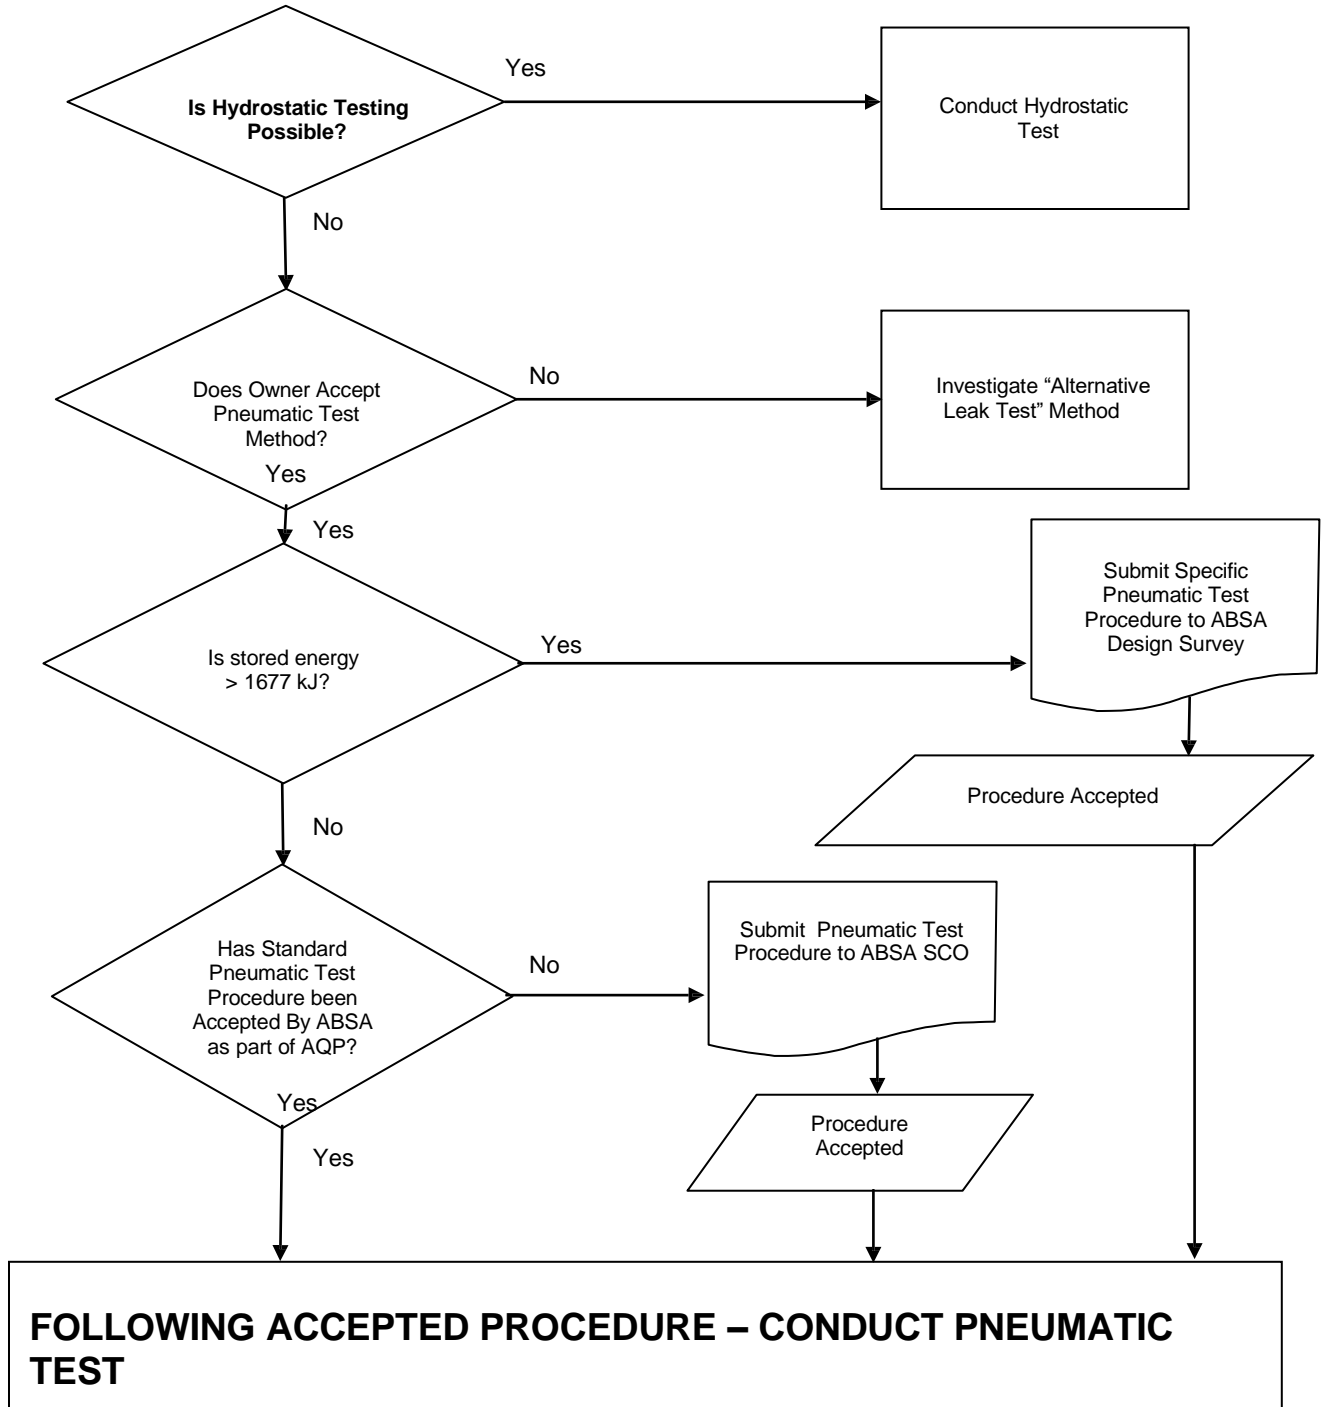 Yes
Is Hydrostatic Testing
Possible?
Conduct Hydrostatic
Test
No
Does Owner Accept
Pneumatic Test
Method?
Yes
No
Investigate “Alternative
Leak Test” Method
Yes
Submit Specific
Pneumatic Test
Procedure to ABSA
Design Survey
Is stored energy
> 1677 kJ?
Yes
Procedure Accepted
No
Has Standard
Pneumatic Test
Procedure been
Accepted By ABSA
as part of AQP?
Yes
No
Submit  Pneumatic Test
Procedure to ABSA SCO
Procedure
Accepted
Yes
FOLLOWING ACCEPTED PROCEDURE – CONDUCT PNEUMATIC
TEST